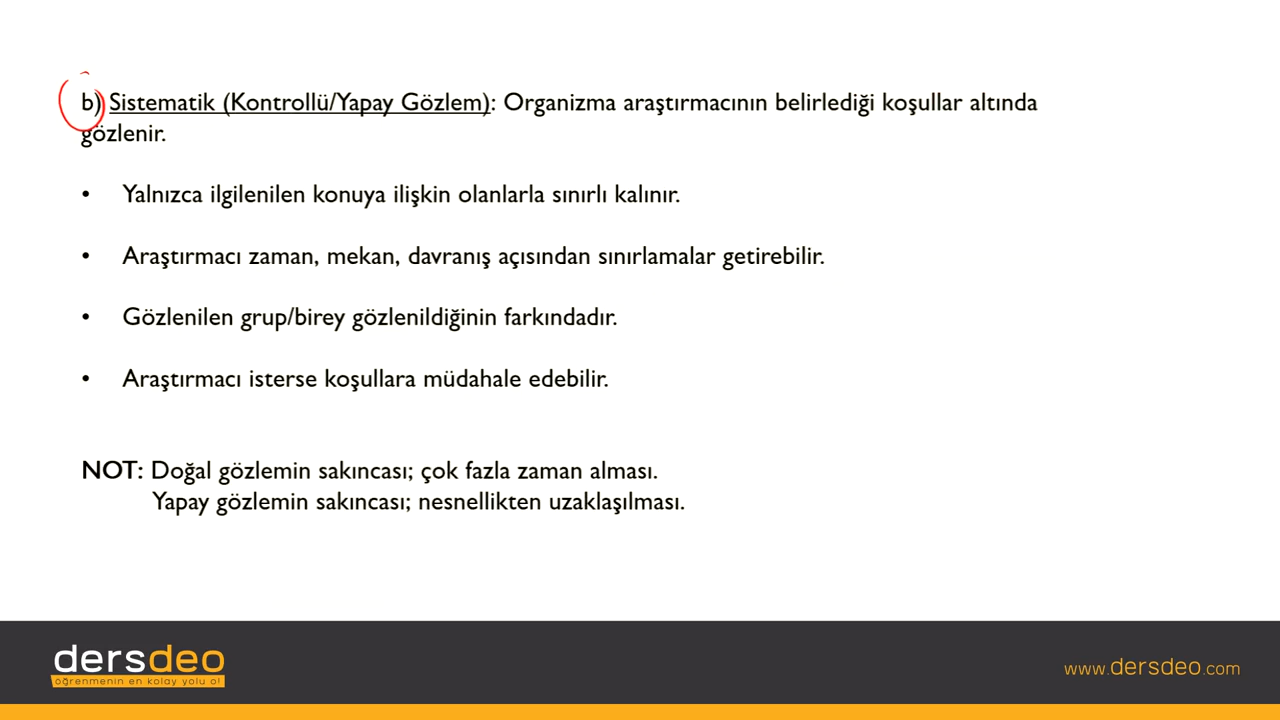 b) Sistematik (Kontrollü/Yapay Gözlem): Organizma araştırmacının belirlediği koşullar altında
gözlenir.
• Yalnızca ilgilenilen konuya ilişkin olanlarla sınırlı kalınır.
• Araştırmacı zaman, mekan, davranış açısından sınırlamalar getirebilir.
• Gözlenilen grup/birey gözlenildiğinin farkındadır.
• Araştırmacı isterse koşullara müdahale edebilir.
NOT: Doğal gözlemin sakıncası; çok fazla zaman alması.
Yapay gözlemin sakıncası; nesnellikten uzaklaşılması.
dersdeo
öğrenmenin en kolay yolu o!
www.dersdeo.com